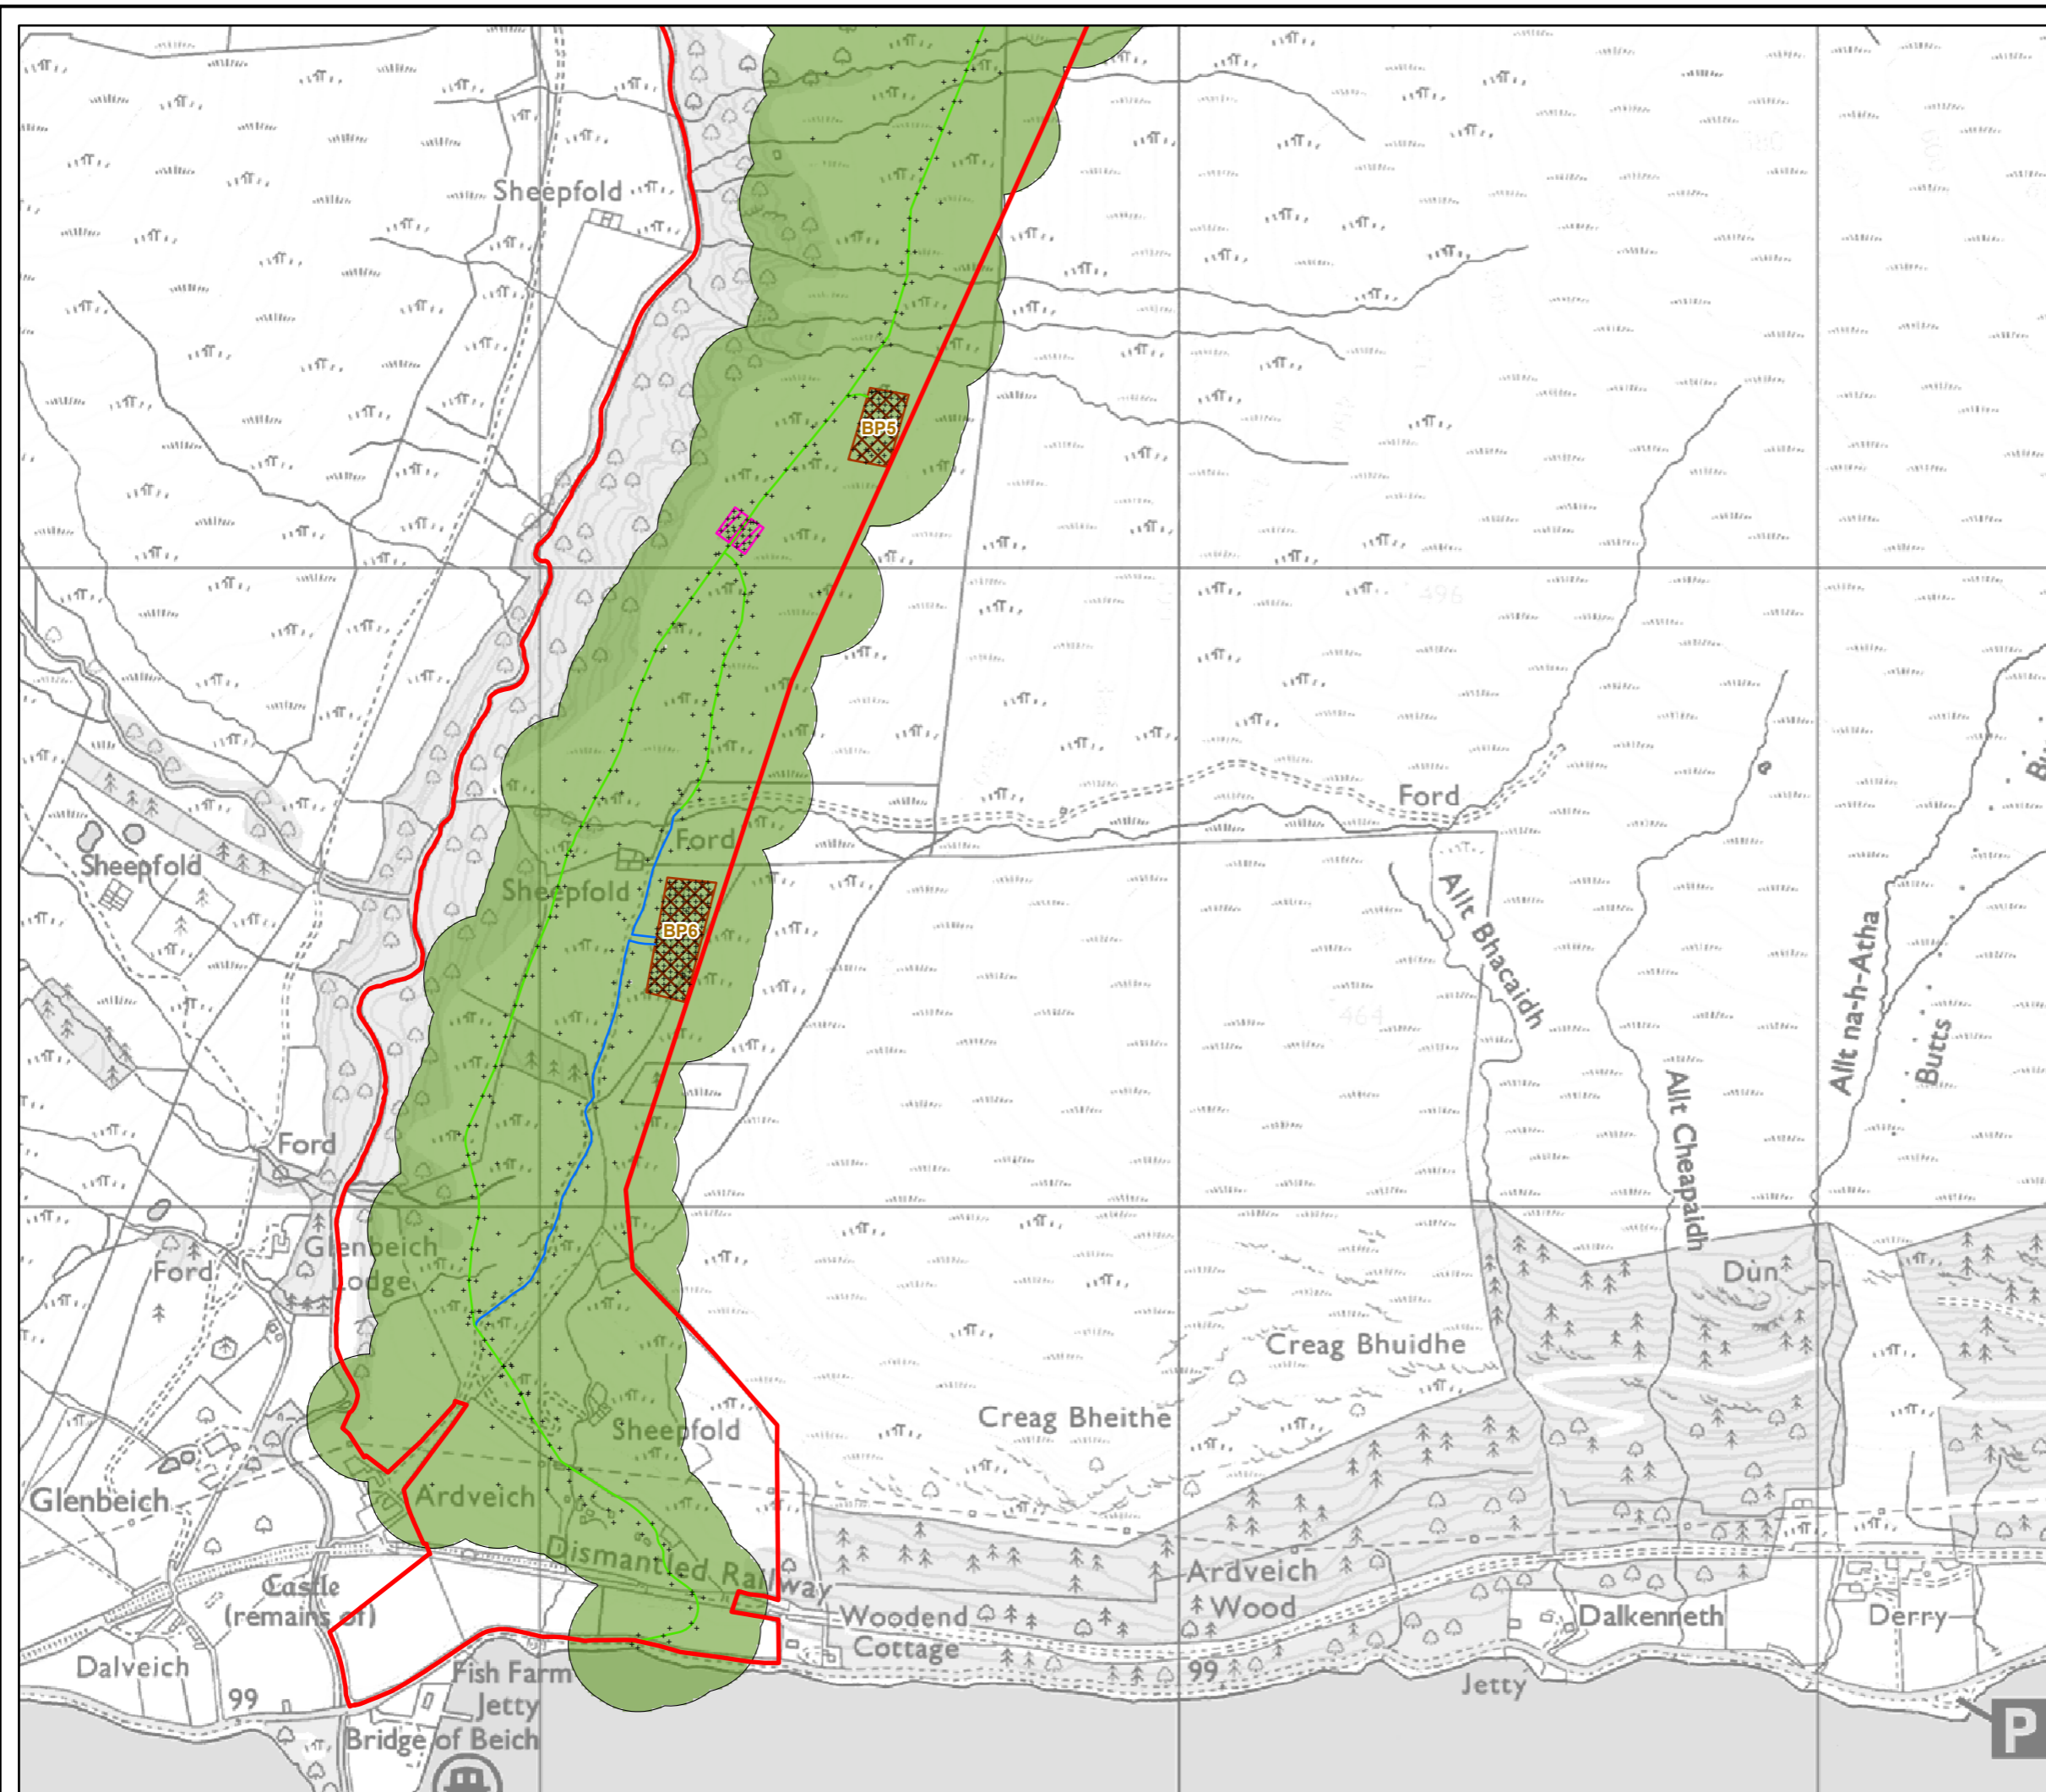 Sheepfold
BP5
496
Ford
Ford
Sheepfold
Sheepfold
BP6
Allt Bhacaidh
Allt na-h-Atha
Butts
464
Allt Cheapaidh
Ford
Glenbeich
Lodge
Ford
Dùn
Creag Bhuidhe
Creag Bheithe
Sheepfold
Glenbeich
Ardveich
Dismantled Railway
Castle
(remains of)
Ardveich
Wood
Woodend
Cottage
Dalkenneth
Derry
Dalveich
Fish Farm
Jetty
99
99
Jetty
Bridge of Beich
P